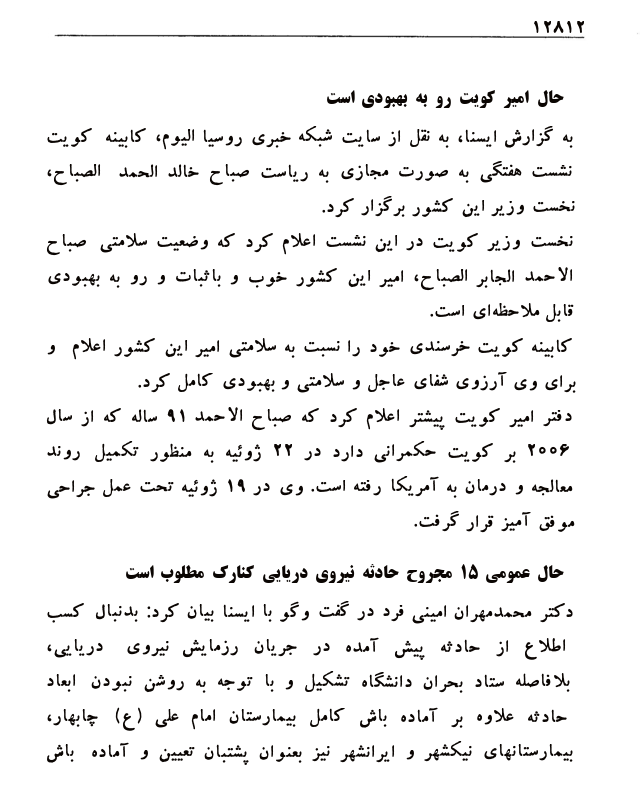 ۱۲۸۱۲
حال امیر کویت رو به بهبودی است
به گزارش ایسنا، به نقل از سایت شبکه خبری روسیا الیوم، کابینه کویت
نشست هفتگی به صورت مجازی به ریاست صباح خالد الحمد الصباح،
نخست وزیر این کشور برگزار کرد.
نخست وزیر کویت در این نشست اعلام کرد که وضعیت سلامتی صباح
الاحمد الجابر الصباح، امیر این کشور خوب و باثبات و رو به بهبودی
قابل ملاحظه‌ای است.
کابینه کویت خرسندی خود را نسبت به سلامتی امیر این کشور اعلام و
برای وی آرزوی شفای عاجل و سلامتی و بهبودی کامل کرد.
دفتر امیر کویت پیشتر اعلام کرد که صباح الاحمد ۹۱ ساله که از سال
۲۰۰۶ بر کویت حکمرانی دارد در ۲۲ ژوئیه به منظور تکمیل روند
معالجه و درمان به آمریکا رفته است. وی در ۱۹ ژوئیه تحت عمل جراحی
موفق آمیز قرار گرفت.
حال عمومی ۱۵ مجروح حادثه نیروی دریایی کنارک مطلوب است
دکتر محمدمهران امینی فرد در گفت وگو با ایسنا بیان کرد: بدنبال کسب
اطلاع از حادثه پیش آمده در جریان رزمایش نیروی دریایی،
بلافاصله ستاد بحران دانشگاه تشکیل و با توجه به روشن نبودن ابعاد
حادثه علاوه بر آماده باش کامل بیمارستان امام علی (ع) چابهار،
بیمارستانهای نیکشهر و ایرانشهر نیز بعنوان پشتبان تعیین و آماده باش